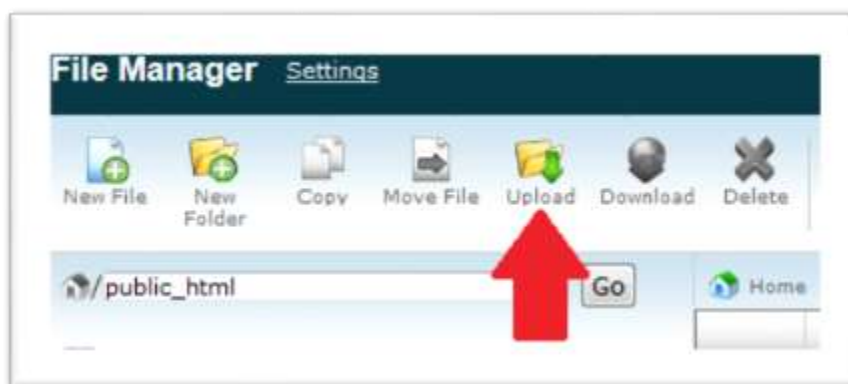 File Manager Settings
New File New Folder Copy Move File Upload Download Delete
/public_html Go Home